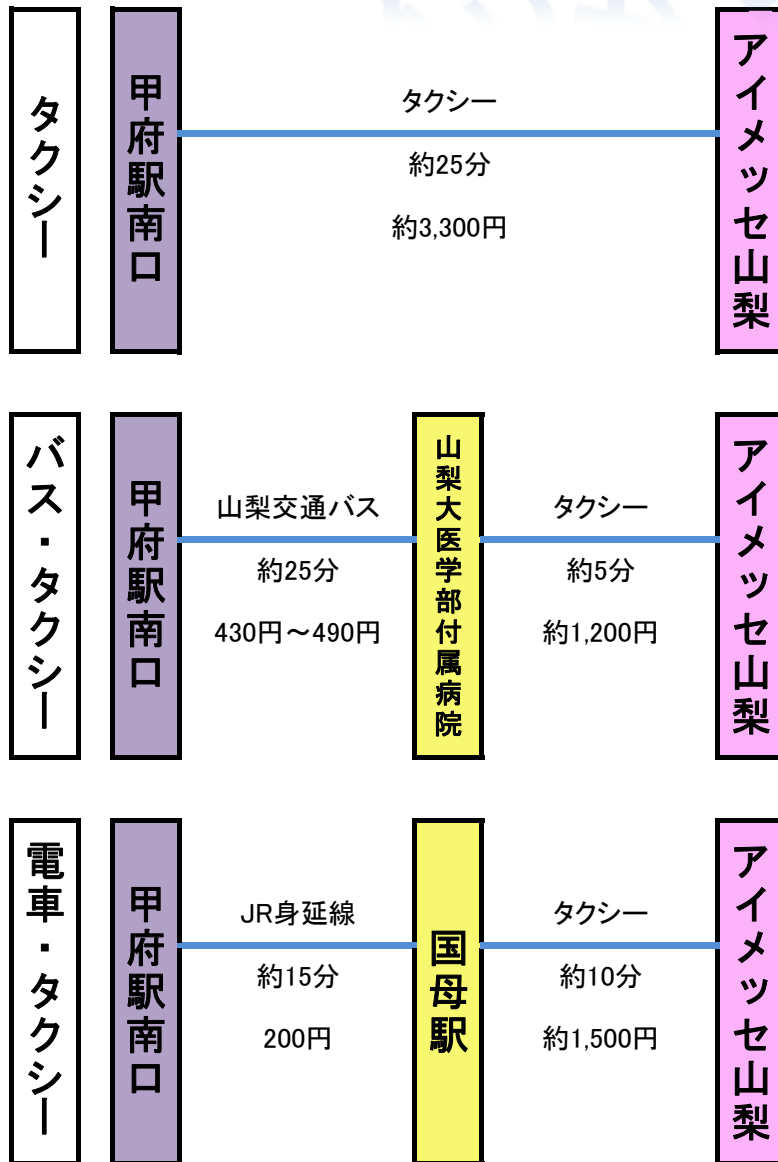 タクシー
甲府駅南口
タクシー
約25分
約3,300円
アイメッセ山梨
バス・タクシー
甲府駅南口
山梨交通バス
約25分
430円～490円
山梨大医学部付属病院
タクシー
約5分
約1,200円
アイメッセ山梨
電車・タクシー
甲府駅南口
JR身延線
約15分
200円
国母駅
タクシー
約10分
約1,500円
アイメッセ山梨